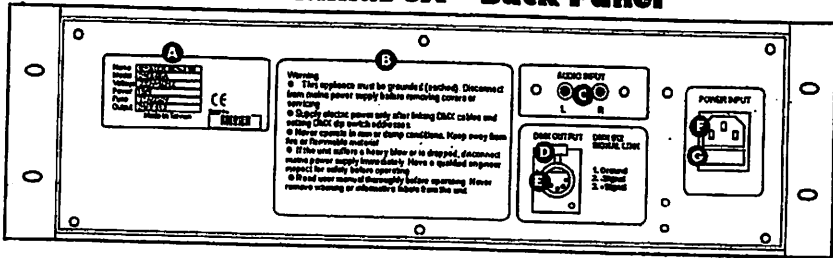 Back Panel
A
Name
Model
Voltage
Power
Fuse
Output
Made in Taiwan
CE
B
Warning
This appliance must be grounded (earthed). Disconnect
from mains power supply before removing covers or
servicing
Supply electric power only after linking DMX cables and
setting DMX dip switch addresses.
Never operate in rain or damp conditions. Keep away from
fire or flammable material
If the unit suffers a heavy blow or is dropped, disconnect
mains power supply immediately. Have a qualified engineer
inspect for safety before operating
Read user manual thoroughly before operating. Never
remove warning or informative labels from the unit
AUDIO INPUT
L C R
DMX OUTPUT
D
E
DMX 512
SIGNAL LINK
1. Ground
2. -Signal
3. +Signal
POWER INPUT
F
G